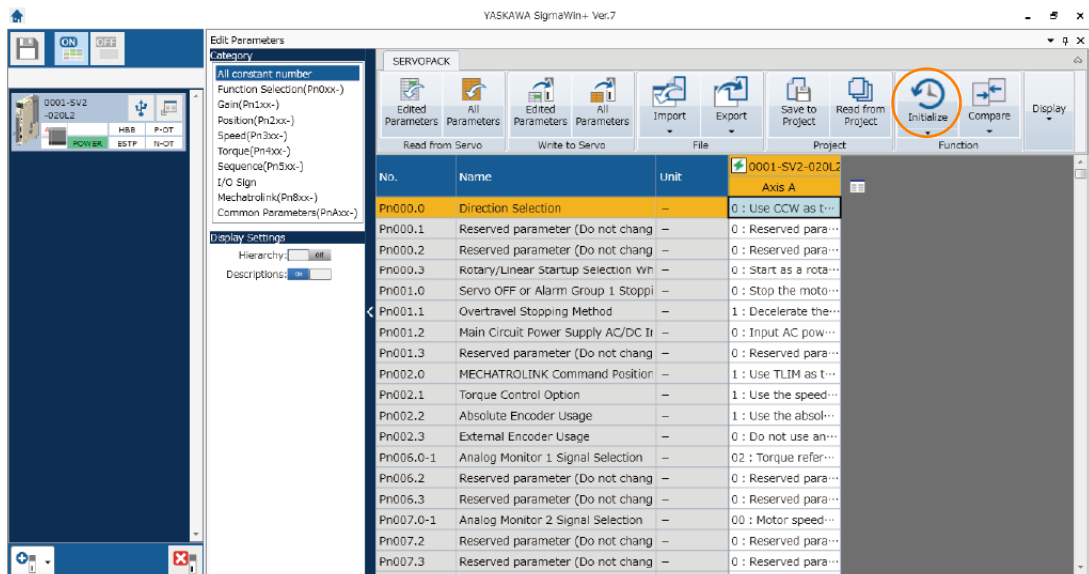 YASKAWA SigmaWin+ Ver.7
ON
OFF
0001-SV2
-020L2
HBB P-OT
POWER ESTP N-OT
Edit Parameters
Category
All constant number
Function Selection(Pn0xx-)
Gain(Pn1xx-)
Position(Pn2xx-)
Speed(Pn3xx-)
Torque(Pn4xx-)
Sequence(Pn5xx-)
I/O Sign
Mechatrolink(Pn8xx-)
Common Parameters(PnAxx-)
Display Settings
Hierarchy: Off
Descriptions: ON
SERVOPACK
Edited Parameters
All Parameters
Read from Servo
Edited Parameters
All Parameters
Write to Servo
Import
Export
File
Save to Project
Read from Project
Project
Initialize
Compare
Function
Display
No. Name Unit 0001-SV2-020L2
Axis A
Pn000.0 Direction Selection – 0 : Use CCW as t···
Pn000.1 Reserved parameter (Do not chang – 0 : Reserved para···
Pn000.2 Reserved parameter (Do not chang – 0 : Reserved para···
Pn000.3 Rotary/Linear Startup Selection Wh – 0 : Start as a rota···
Pn001.0 Servo OFF or Alarm Group 1 Stoppi – 0 : Stop the moto···
Pn001.1 Overtravel Stopping Method – 1 : Decelerate the···
Pn001.2 Main Circuit Power Supply AC/DC Ir – 0 : Input AC pow···
Pn001.3 Reserved parameter (Do not chang – 0 : Reserved para···
Pn002.0 MECHATROLINK Command Position – 1 : Use TLIM as t···
Pn002.1 Torque Control Option – 1 : Use the speed···
Pn002.2 Absolute Encoder Usage – 1 : Use the absol···
Pn002.3 External Encoder Usage – 0 : Do not use an···
Pn006.0-1 Analog Monitor 1 Signal Selection – 02 : Torque refer···
Pn006.2 Reserved parameter (Do not chang – 0 : Reserved para···
Pn006.3 Reserved parameter (Do not chang – 0 : Reserved para···
Pn007.0-1 Analog Monitor 2 Signal Selection – 00 : Motor speed···
Pn007.2 Reserved parameter (Do not chang – 0 : Reserved para···
Pn007.3 Reserved parameter (Do not chang – 0 : Reserved para···